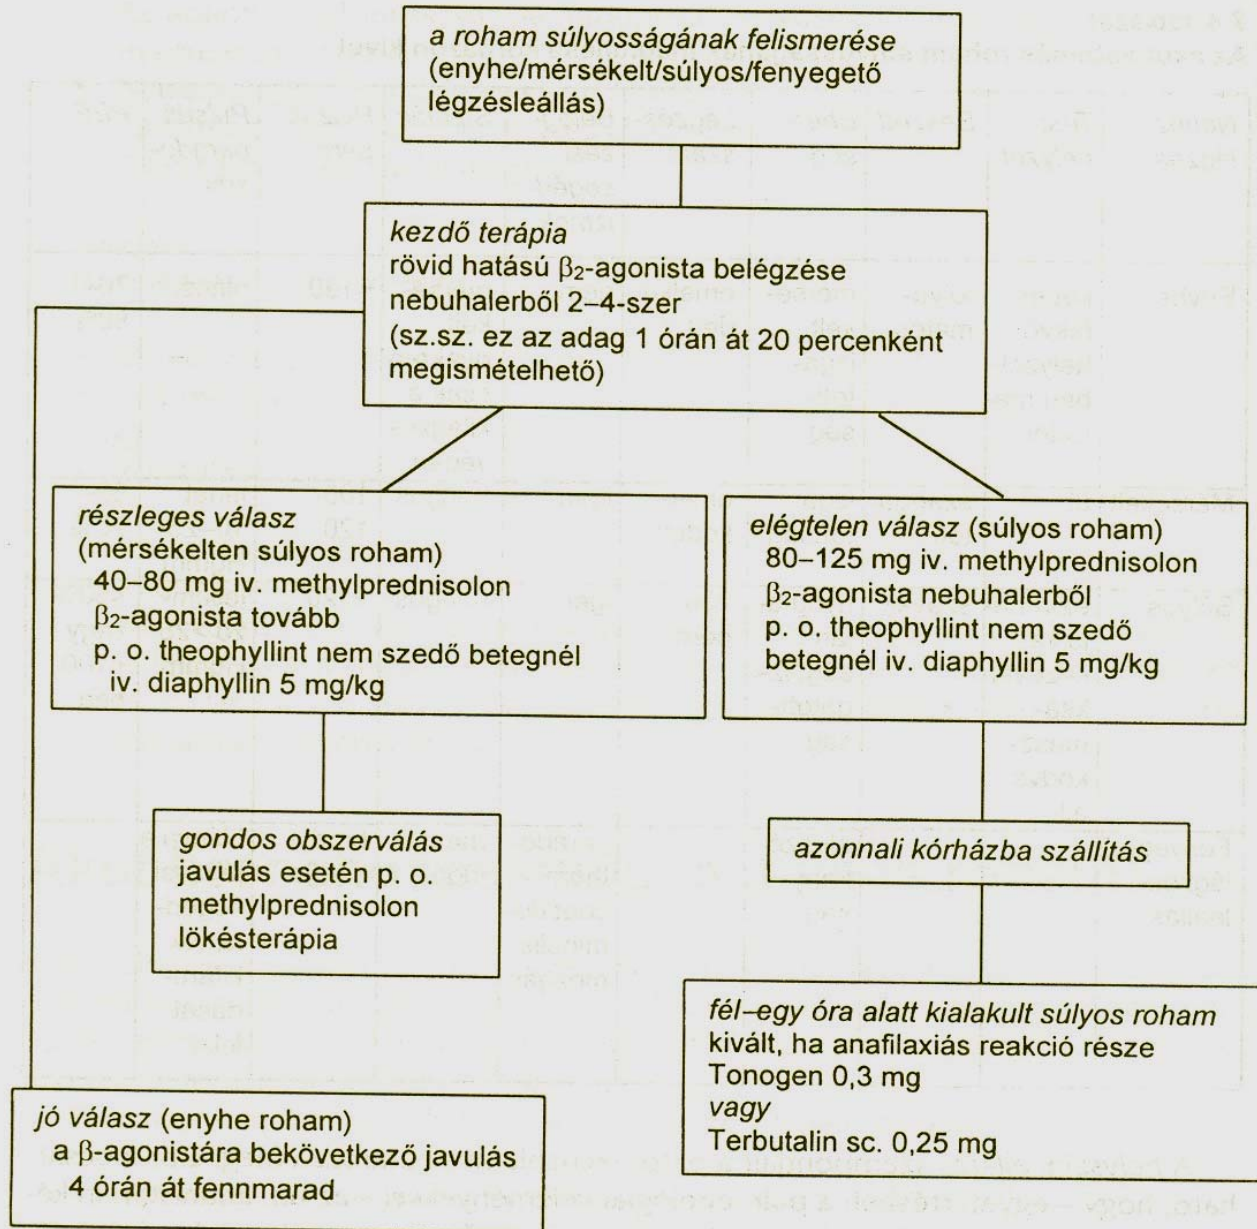 a roham súlyosságának felismerése
(enyhe/mérsékelt/súlyos/fenyegető
légzésleállás)
kezdő terápia
rövid hatású β₂-agonista belégzése
nebuhalerből 2–4-szer
(sz.sz. ez az adag 1 órán át 20 percenként
megismételhető)
részleges válasz
(mérsékelten súlyos roham)
40–80 mg iv. methylprednisolon
β₂-agonista tovább
p. o. theophyllint nem szedő betegnél
iv. diaphyllin 5 mg/kg
elégtelen válasz (súlyos roham)
80–125 mg iv. methylprednisolon
β₂-agonista nebuhalerből
p. o. theophyllint nem szedő
betegnél iv. diaphyllin 5 mg/kg
gondos obszerválás
javulás esetén p. o.
methylprednisolon
lökésterápia
azonnali kórházba szállítás
fél–egy óra alatt kialakult súlyos roham
kivált, ha anafilaxiás reakció része
Tonogen 0,3 mg
vagy
Terbutalin sc. 0,25 mg
jó válasz (enyhe roham)
a β-agonistára bekövetkező javulás
4 órán át fennmarad